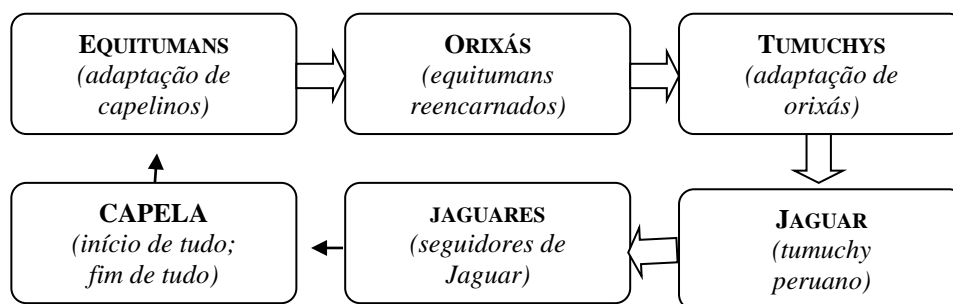 EQUITUMANS
(adaptação de
capelinos)
ORIXÁS
(equitumans
reencarnados)
TUMUCHYS
(adaptação de
orixás)
CAPELA
(início de tudo;
fim de tudo)
JAGUARES
(seguidores de
Jaguar)
JAGUAR
(tumuchy
peruano)